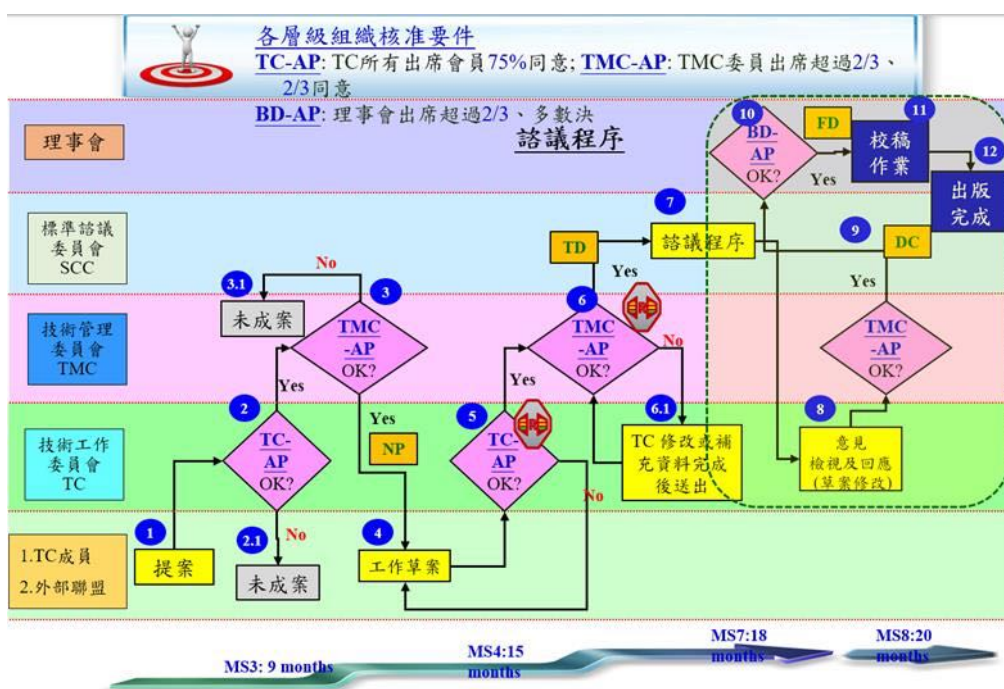 各層級組織核准要件
TC-AP: TC所有出席會員75%同意; TMC-AP: TMC委員出席超過2/3、
2/3同意
BD-AP: 理事會出席超過2/3、多數決
諮議程序
理事會
10
BD-
AP
OK?
Yes
FD
11
校稿
作業
12
出版
完成
標準諮議
委員會
SCC
7
諮議程序
TD
Yes
9
DC
Yes
No
3.1
未成案
3
技術管理
委員會
TMC
TMC
-AP
OK?
Yes
6
TMC
-AP
OK?
No
Yes
TMC
-AP
OK?
2
Yes
NP
5
6.1
8
技術工作
委員會
TC
TC-
AP
OK?
TC-
AP
OK?
TC 修改或補
充資料完成
後送出
意見
檢視及回應
(草案修改)
No
No
1
2.1
4
1.TC成員
2.外部聯盟
提案
未成案
工作草案
MS3: 9 months
MS4:15
months
MS7:18
months
MS8:20
months